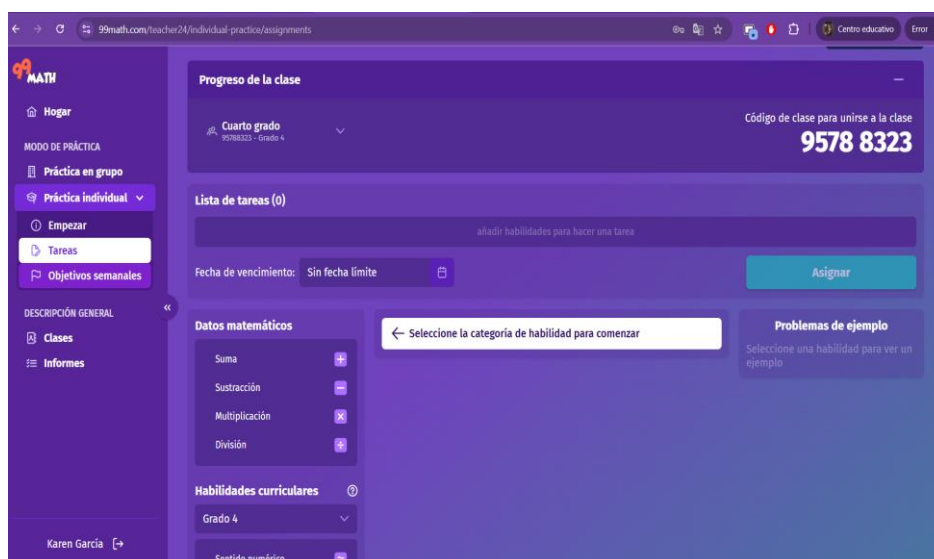 99math.com/teacher24/individual-practice/assignments
Centro educativo
Error
99
MATH
Hogar
MODO DE PRÁCTICA
Práctica en grupo
Práctica individual
Empezar
Tareas
Objetivos semanales
DESCRIPCIÓN GENERAL
Clases
Informes
Karen García
Progreso de la clase
Cuarto grado
95788323 - Grado 4
Código de clase para unirse a la clase
9578 8323
Lista de tareas (0)
añadir habilidades para hacer una tarea
Fecha de vencimiento: Sin fecha límite
Asignar
Datos matemáticos
Suma
Sustracción
Multiplicación
División
Habilidades curriculares
Grado 4
Sentido numérico
← Seleccione la categoría de habilidad para comenzar
Problemas de ejemplo
Seleccione una habilidad para ver un
ejemplo